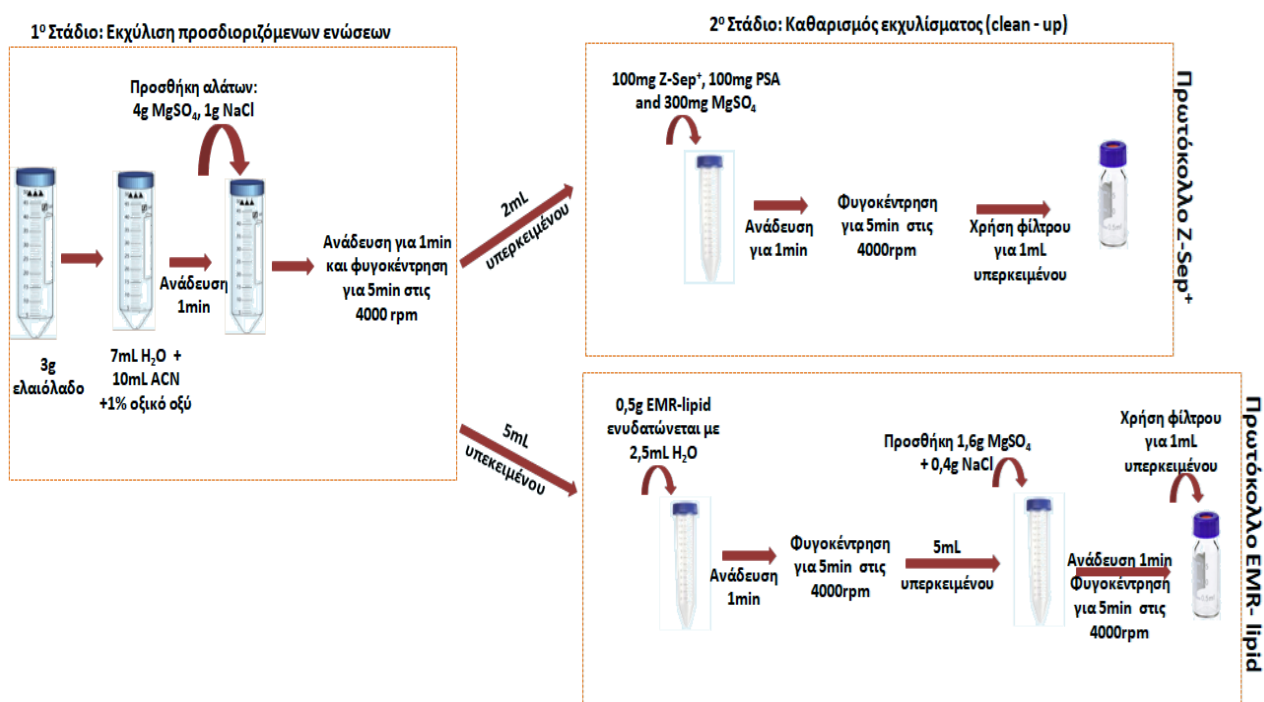 1ο Στάδιο: Εκχύλιση προσδιοριζόμενων ενώσεων
Προσθήκη αλάτων:
4g MgSO4, 1g NaCl
3g
ελαιόλαδο
7mL H2O +
10mL ACN
+1% οξικό οξύ
Ανάδευση
1min
Ανάδευση για 1min
και φυγοκέντρηση
για 5min στις
4000 rpm
2mL
υπερκειμένου
5mL
υπεκειμένου
2ο Στάδιο: Καθαρισμός εκχυλίσματος (clean - up)
100mg Z-Sep+, 100mg PSA
and 300mg MgSO4
Ανάδευση
για 1min
Φυγοκέντρηση
για 5min στις
4000rpm
Χρήση φίλτρου
για 1mL
υπερκειμένου
Πρωτόκολλο Z-Sep+
0,5g EMR-lipid
ενυδατώνεται με
2,5mL H2O
Ανάδευση
1min
Φυγοκέντρηση
για 5min στις
4000rpm
5mL
υπερκειμένου
Προσθήκη 1,6g MgSO4
+ 0,4g NaCl
Ανάδευση 1min
Φυγοκέντρηση
για 5min στις
4000rpm
Χρήση φίλτρου
για 1mL
υπερκειμένου
Πρωτόκολλο EMR- lipid